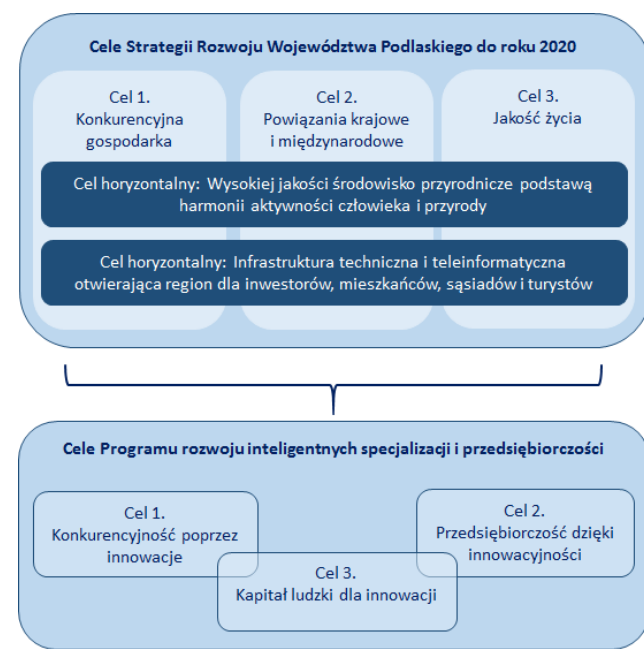 Cele Strategii Rozwoju Województwa Podlaskiego do roku 2020
Cel 1.
Konkurencyjna
gospodarka
Cel 2.
Powiązania krajowe
i międzynarodowe
Cel 3.
Jakość życia
Cel horyzontalny: Wysokiej jakości środowisko przyrodnicze podstawą
harmonii aktywności człowieka i przyrody
Cel horyzontalny: Infrastruktura techniczna i teleinformatyczna
otwierająca region dla inwestorów, mieszkańców, sąsiadów i turystów
Cele Programu rozwoju inteligentnych specjalizacji i przedsiębiorczości
Cel 1.
Konkurencyjność poprzez
innowacje
Cel 2.
Przedsiębiorczość dzięki
innowacyjności
Cel 3.
Kapitał ludzki dla innowacji